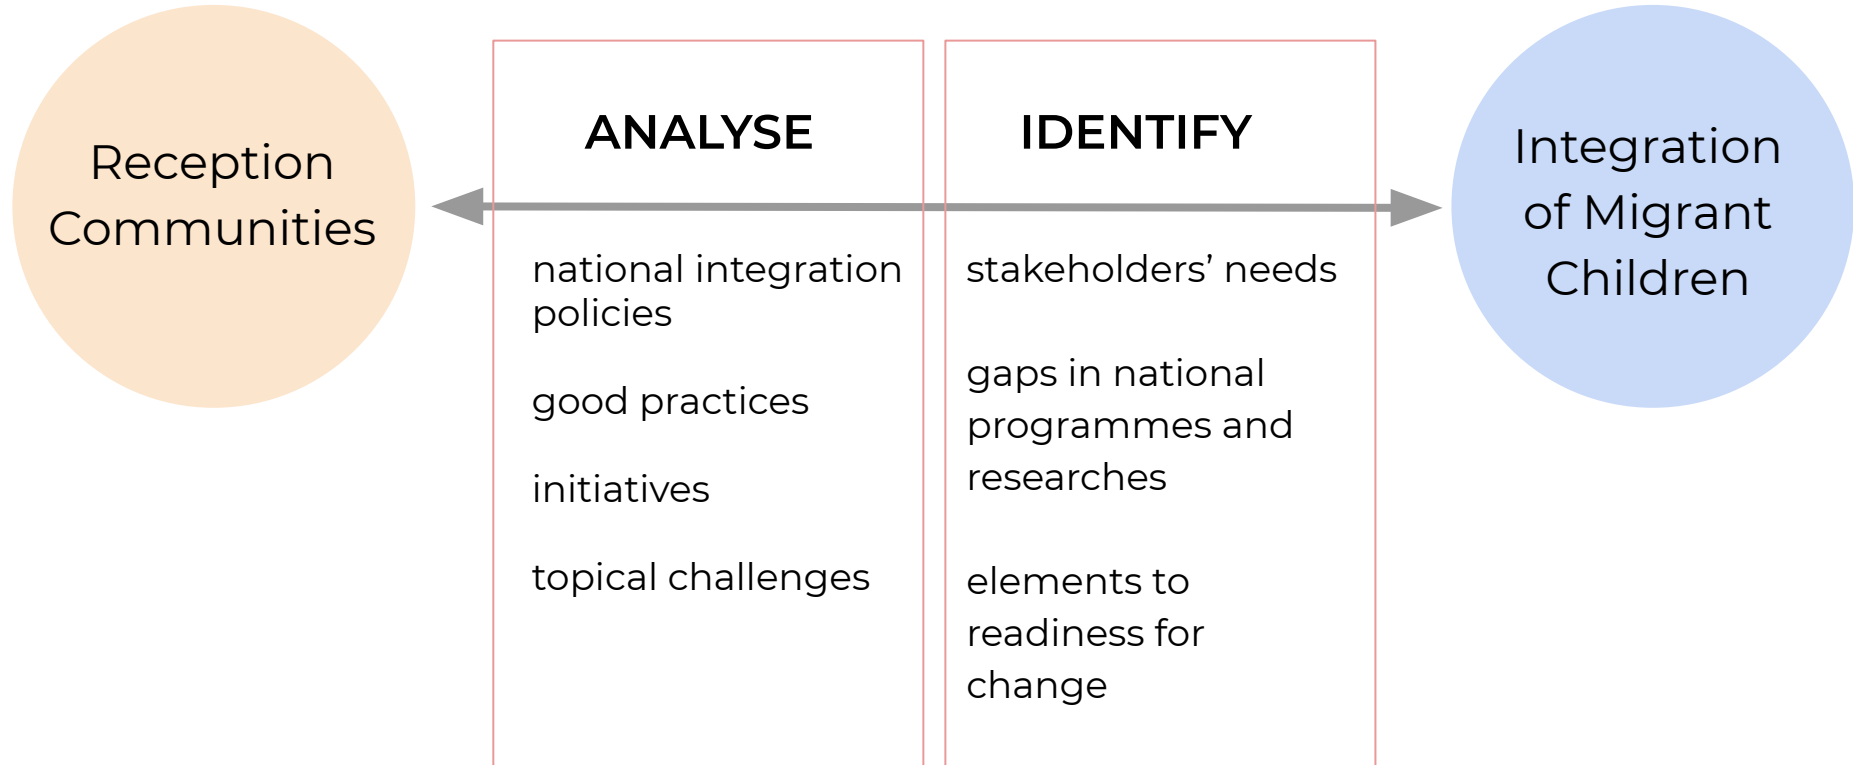 Reception
Communities
ANALYSE
national integration
policies
good practices
initiatives
topical challenges
IDENTIFY
stakeholders’ needs
gaps in national
programmes and
researches
elements to
readiness for
change
Integration
of Migrant
Children